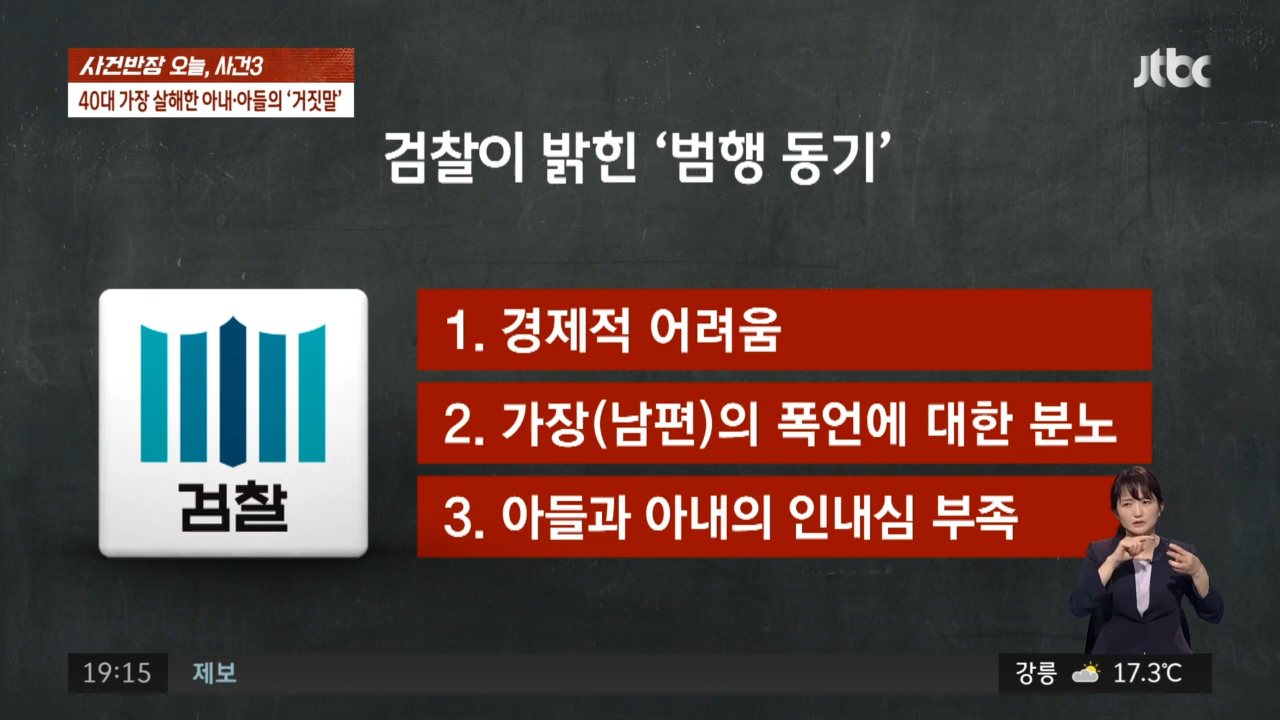 사건반장 오늘, 사건3
jtbc
40대 가장 살해한 아내·아들의 ‘거짓말’
검찰이 밝힌 ‘범행 동기’
검찰
1. 경제적 어려움
2. 가장(남편)의 폭언에 대한 분노
3. 아들과 아내의 인내심 부족
19:15 제보
강릉 17.3℃